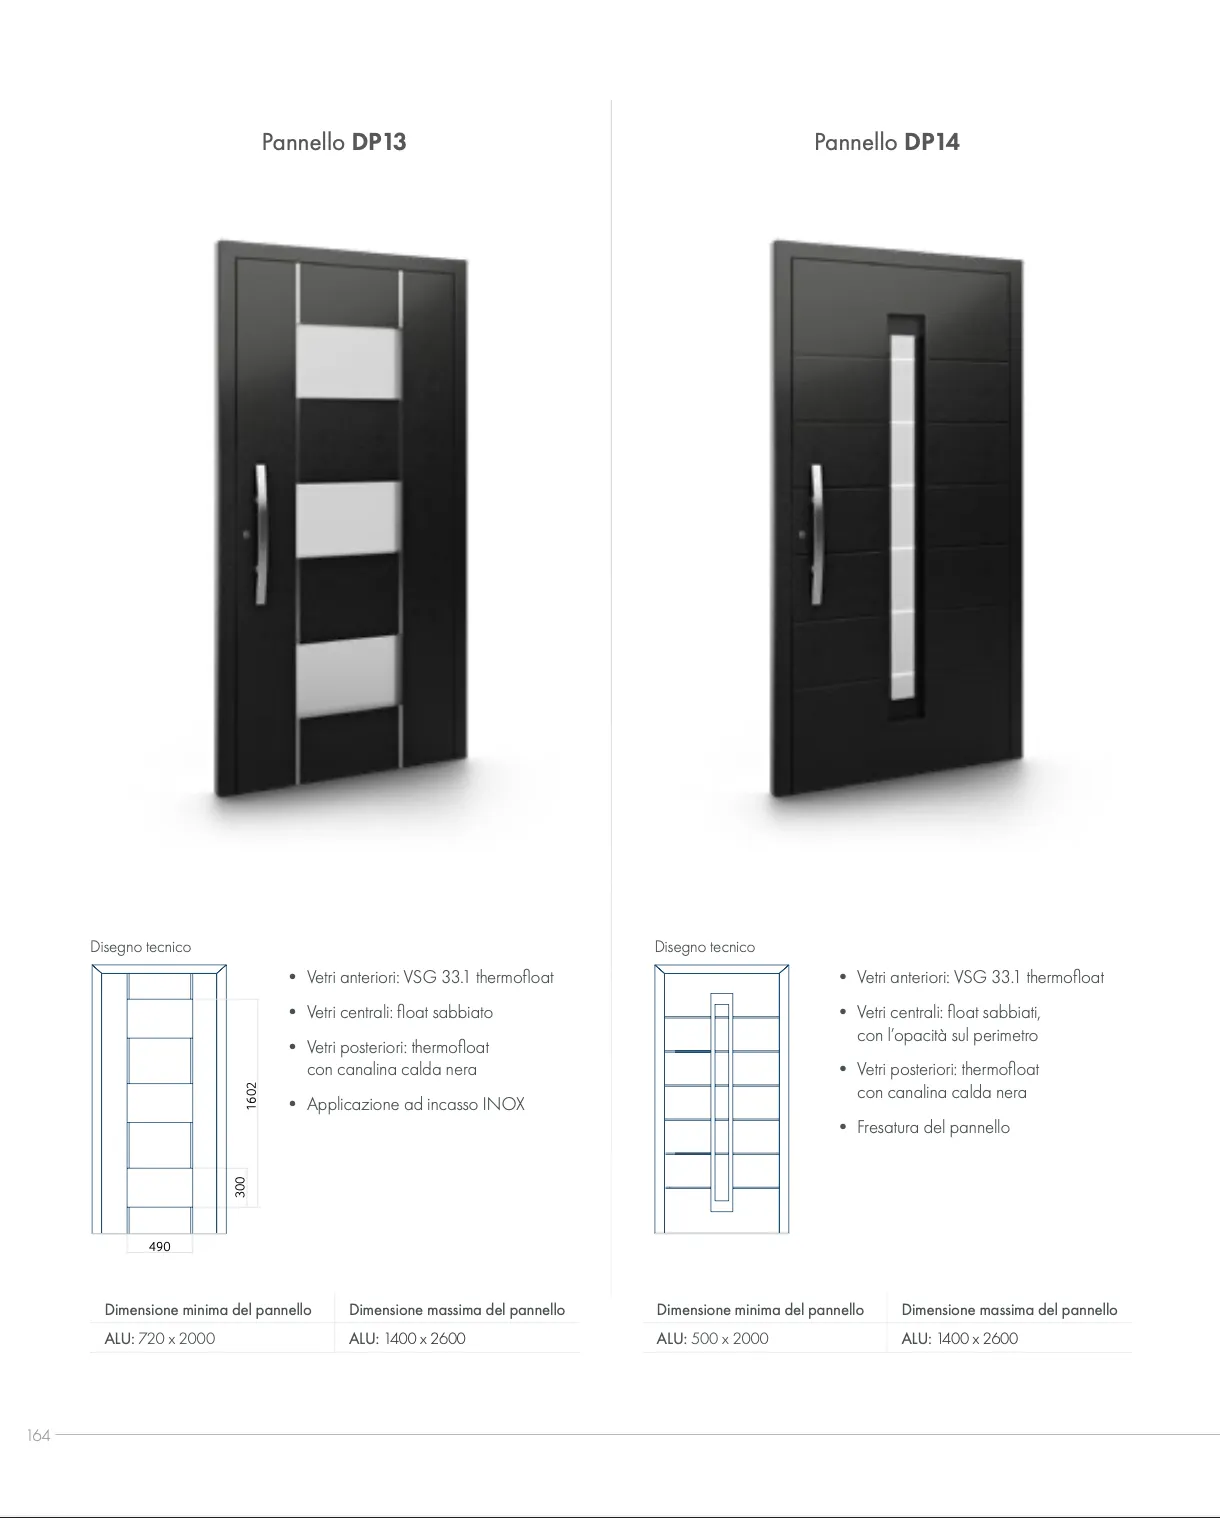 Pannello DP13
Disegno tecnico
1602
300
490
• Vetri anteriori: VSG 33.1 thermofloat
• Vetri centrali: float sabbiato
• Vetri posteriori: thermofloat
con canalina calda nera
• Applicazione ad incasso INOX
Dimensione minima del pannello
Dimensione massima del pannello
ALU: 720 x 2000
ALU: 1400 x 2600
Pannello DP14
Disegno tecnico
• Vetri anteriori: VSG 33.1 thermofloat
• Vetri centrali: float sabbiati,
con l'opacità sul perimetro
• Vetri posteriori: thermofloat
con canalina calda nera
• Fresatura del pannello
Dimensione minima del pannello
Dimensione massima del pannello
ALU: 500 x 2000
ALU: 1400 x 2600
164